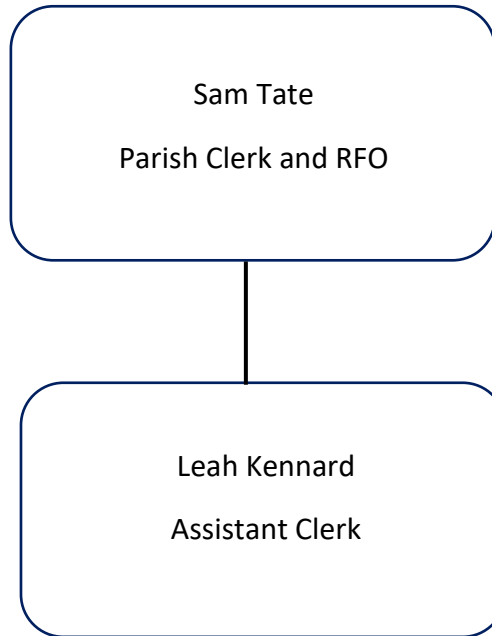 Sam Tate
Parish Clerk and RFO
Leah Kennard
Assistant Clerk